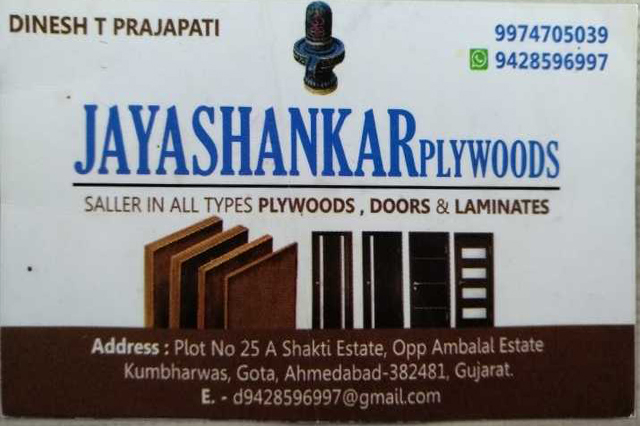 DINESH T PRAJAPATI
9974705039
9428596997
JAYASHANKAR PLYWOODS
SALLER IN ALL TYPES PLYWOODS , DOORS & LAMINATES
Address : Plot No 25 A Shakti Estate, Opp Ambalal Estate
Kumbharwas, Gota, Ahmedabad-382481, Gujarat.
E. - d9428596997@gmail.com